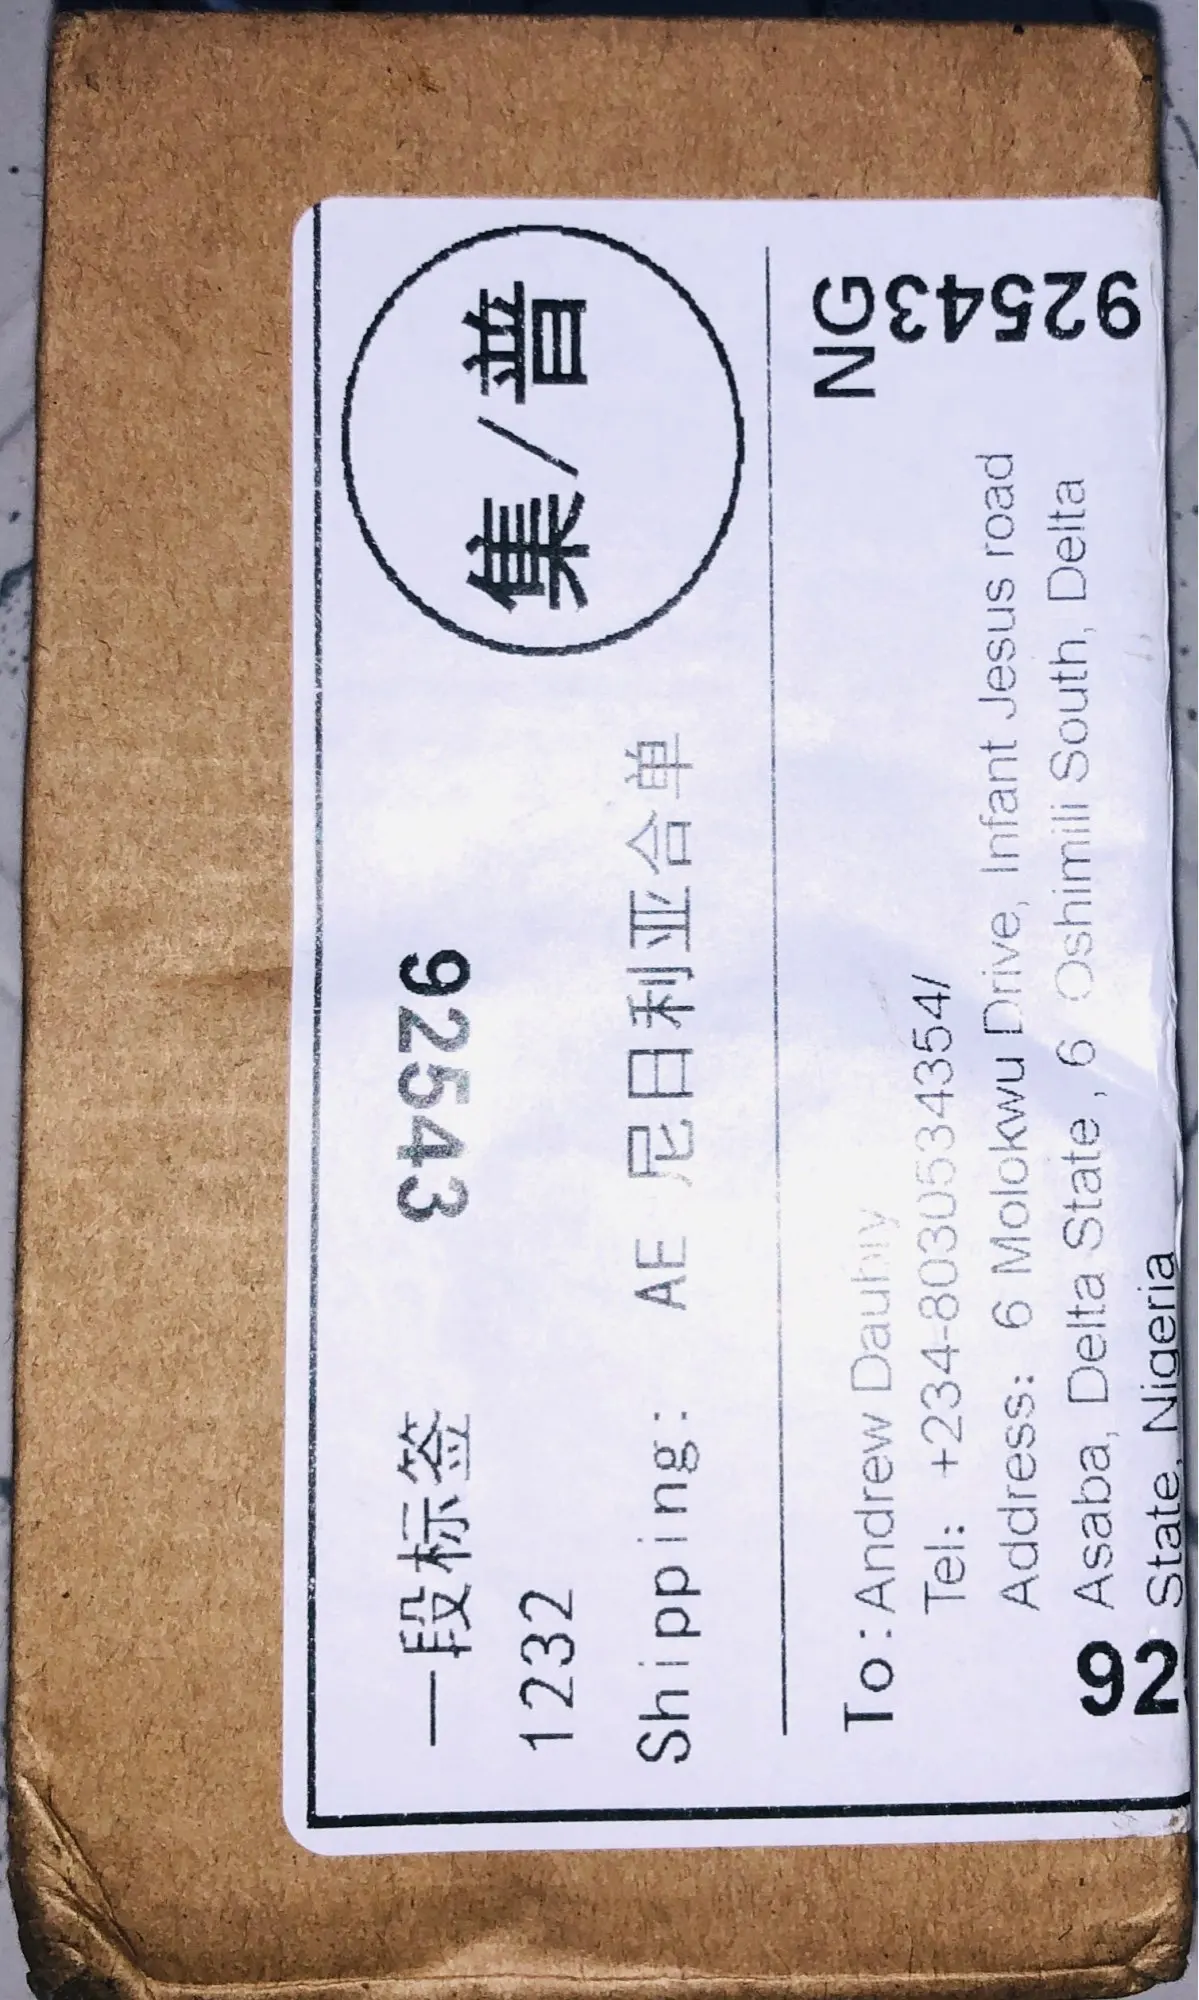 一段标签 92543
集/普
1232
Shipping: AE 尼日利亚合单
To: Andrew
NG
Tel: +234-8030534354/
92543
Address: 6 Molokwu Drive, Infant Jesus road
Asaba, Delta State , 6 Oshimili South, Delta
State, Nigeria
92